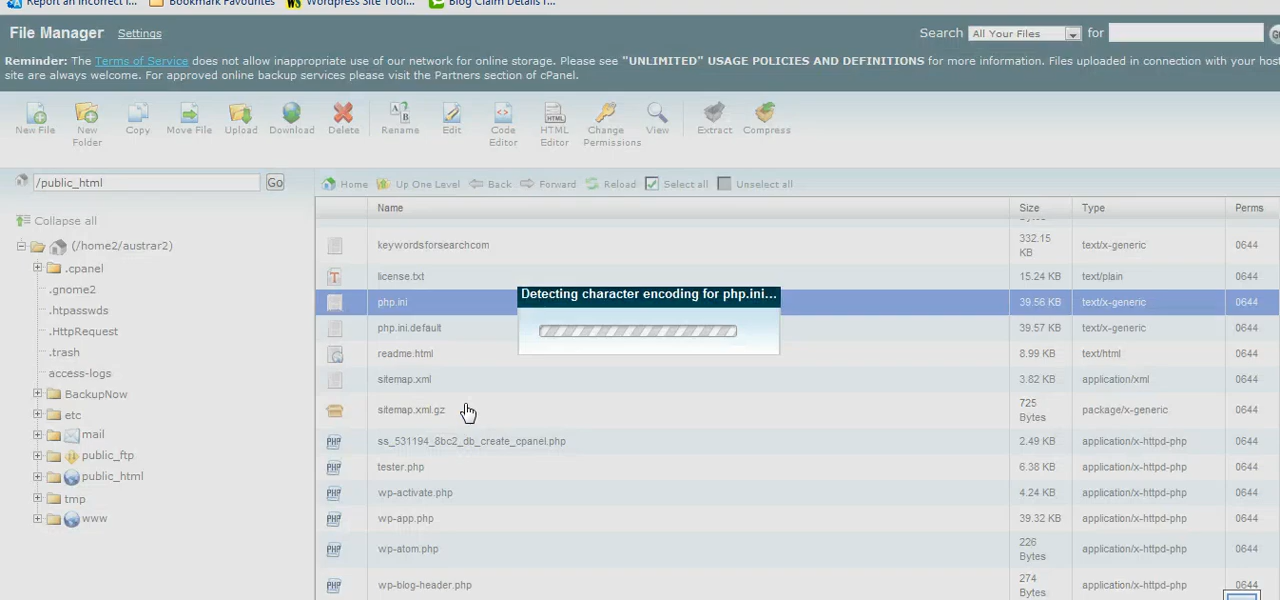 Report an Incorrect I... Bookmark Favourites Wordpress Site Tool... Blog Claim Details f...
File Manager Settings Search All Your Files for
Reminder: The Terms of Service does not allow inappropriate use of our network for online storage. Please see "UNLIMITED" USAGE POLICIES AND DEFINITIONS for more information. Files uploaded in connection with your host
site are always welcome. For approved online backup services please visit the Partners section of cPanel.
New File New Folder Copy Move File Upload Download Delete Rename Edit Code Editor HTML Editor Change Permissions View Extract Compress
/public_html Go
Home Up One Level Back Forward Reload Select all Unselect all
Collapse all
(/home2/austrar2)
.cpanel
.gnome2
.htpasswds
.HttpRequest
.trash
access-logs
BackupNow
etc
mail
public_ftp
public_html
tmp
www
Name Size Type Perms
Bytes
keywordsforsearchcom 332.15 KB text/x-generic 0644
license.txt 15.24 KB text/plain 0644
php.ini 39.56 KB text/x-generic 0644
php.ini.default 39.57 KB text/x-generic 0644
readme.html 8.99 KB text/html 0644
sitemap.xml 3.82 KB application/xml 0644
sitemap.xml.gz 725 Bytes package/x-generic 0644
ss_531194_8bc2_db_create_cpanel.php 2.49 KB application/x-httpd-php 0644
tester.php 6.38 KB application/x-httpd-php 0644
wp-activate.php 4.24 KB application/x-httpd-php 0644
wp-app.php 39.32 KB application/x-httpd-php 0644
wp-atom.php 226 Bytes application/x-httpd-php 0644
wp-blog-header.php 274 Bytes application/x-httpd-php 0644
Detecting character encoding for php.ini...